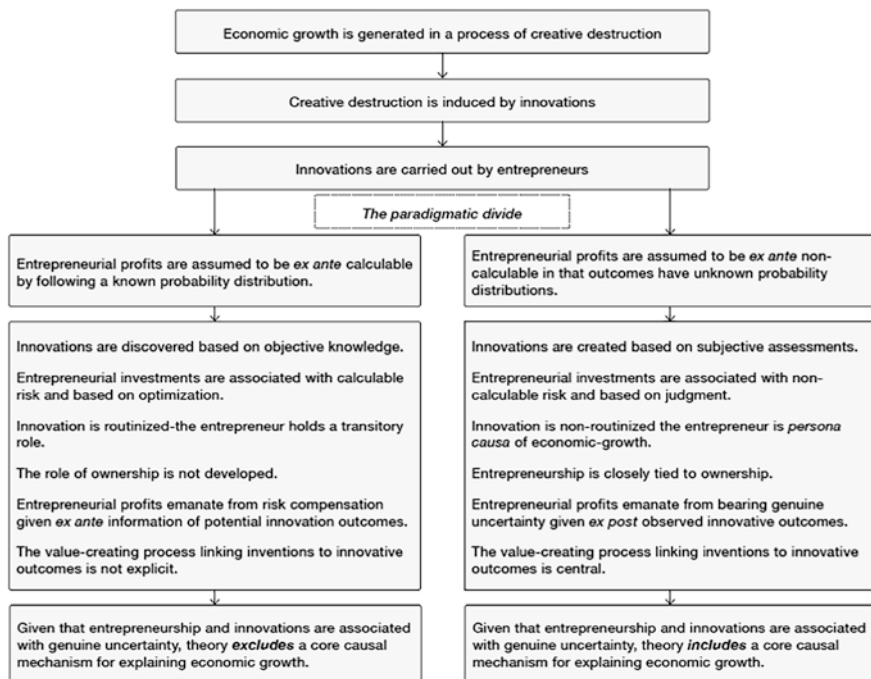 Economic growth is generated in a process of creative destruction
Creative destruction is induced by innovations
Innovations are carried out by entrepreneurs
The paradigmatic divide
Entrepreneurial profits are assumed to be ex ante calculable
by following a known probability distribution.
Innovations are discovered based on objective knowledge.
Entrepreneurial investments are associated with calculable
risk and based on optimization.
Innovation is routinized-the entrepreneur holds a transitory
role.
The role of ownership is not developed.
Entrepreneurial profits emanate from risk compensation
given ex ante information of potential innovation outcomes.
The value-creating process linking inventions to innovative
outcomes is not explicit.
Given that entrepreneurship and innovations are associated
with genuine uncertainty, theory excludes a core causal
mechanism for explaining economic growth.
Entrepreneurial profits are assumed to be ex ante non-
calculable in that outcomes have unknown probability
distributions.
Innovations are created based on subjective assessments.
Entrepreneurial investments are associated with non-
calculable risk and based on judgment.
Innovation is non-routinized the entrepreneur is persona
causa of economic-growth.
Entrepreneurship is closely tied to ownership.
Entrepreneurial profits emanate from bearing genuine
uncertainty given ex post observed innovative outcomes.
The value-creating process linking inventions to innovative
outcomes is central.
Given that entrepreneurship and innovations are associated
with genuine uncertainty, theory includes a core causal
mechanism for explaining economic growth.